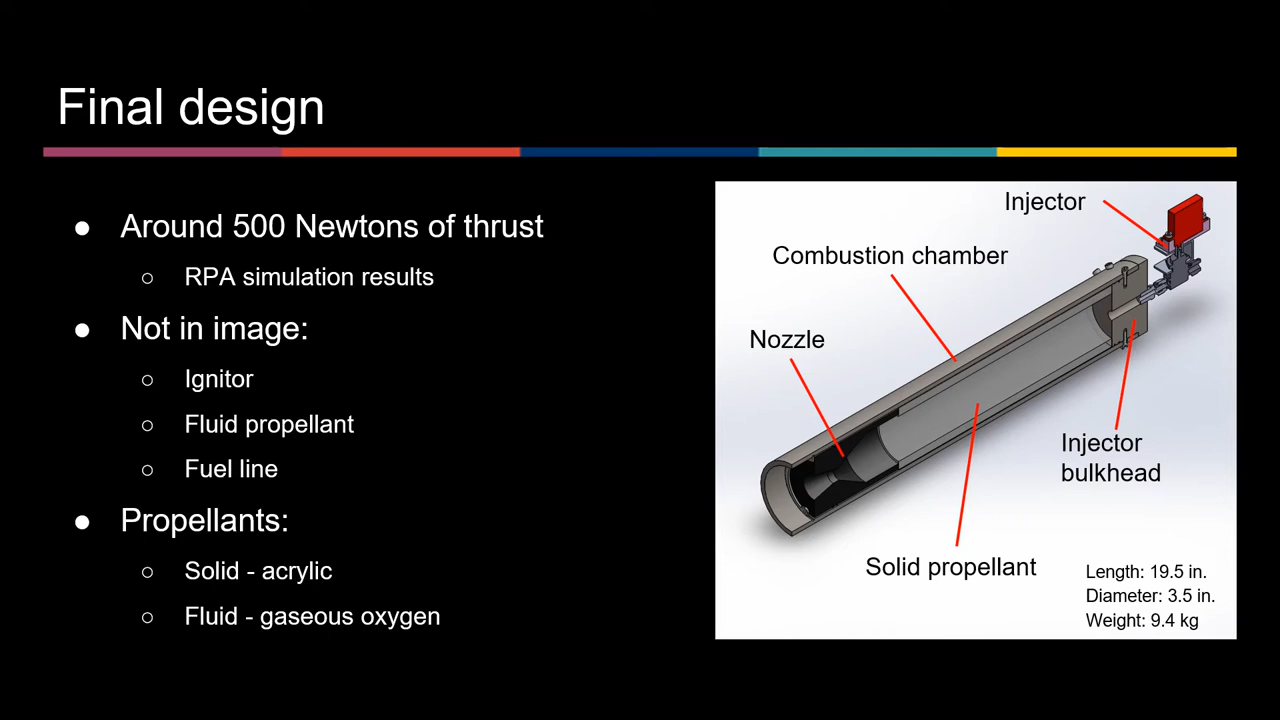 Final design
● Around 500 Newtons of thrust
○ RPA simulation results
● Not in image:
○ Ignitor
○ Fluid propellant
○ Fuel line
● Propellants:
○ Solid - acrylic
○ Fluid - gaseous oxygen
Injector
Combustion chamber
Nozzle
Injector
bulkhead
Solid propellant
Length: 19.5 in.
Diameter: 3.5 in.
Weight: 9.4 kg